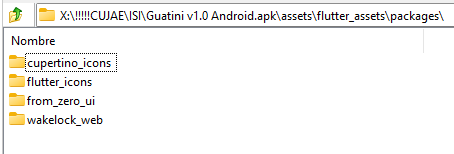 X:\!!!!!CUJAE\ISI\Guatini v1.0 Android.apk\assets\flutter_assets\packages\
Nombre
cupertino_icons
flutter_icons
from_zero_ui
wakelock_web